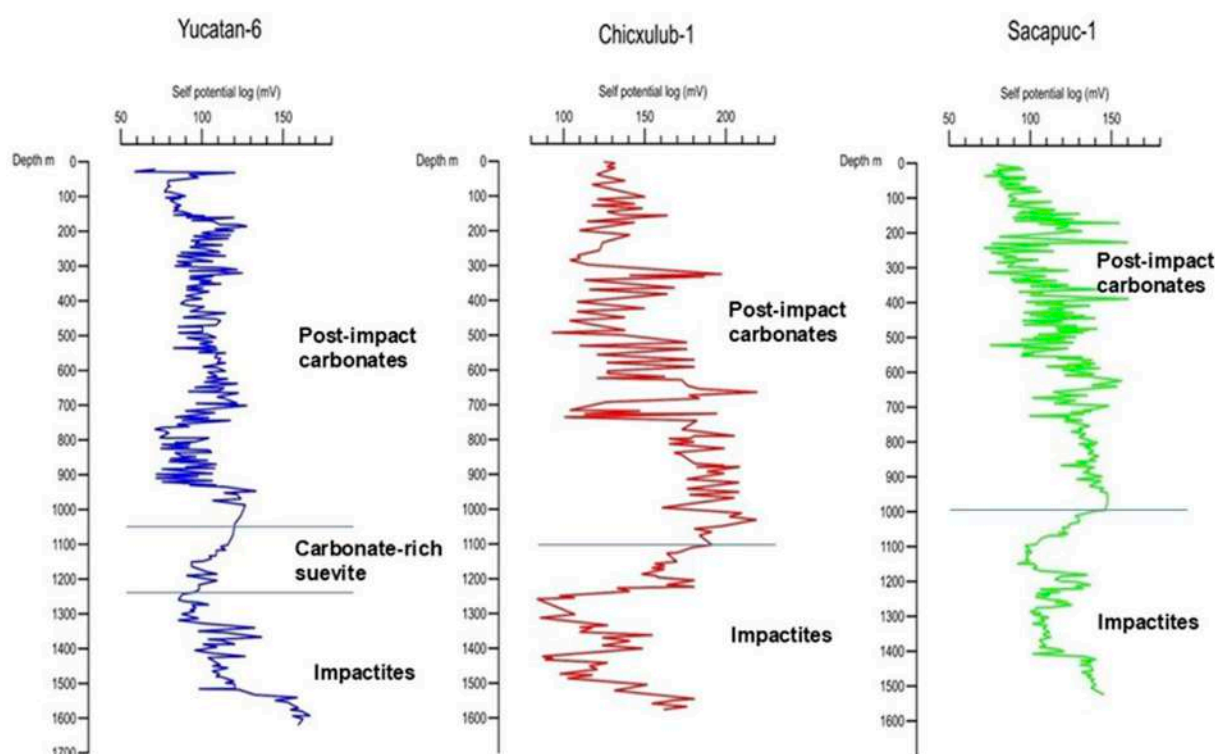 Yucatan-6
Self potential log (mV)
50 100 150
Depth m
0
100
200
300
400
500
600
700
800
900
1000
1100
1200
1300
1400
1500
1600
1700
Post-impact
carbonates
Carbonate-rich
suevite
Impactites
Chicxulub-1
Self potential log (mV)
100 150 200
Depth m
0
100
200
300
400
500
600
700
800
900
1000
1100
1200
1300
1400
1500
1600
Post-impact
carbonates
Impactites
Sacapuc-1
Self potential log (mV)
50 100 150
Depth m
0
100
200
300
400
500
600
700
800
900
1000
1100
1200
1300
1400
1500
1600
Post-impact
carbonates
Impactites